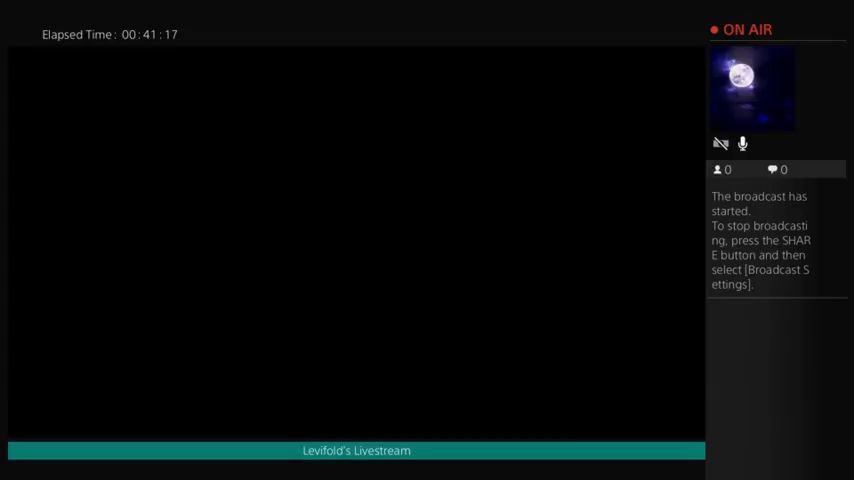 Elapsed Time: 00:41:17
ON AIR
0 0
The broadcast has
started.
To stop broadcasti
ng, press the SHAR
E button and then
select [Broadcast S
ettings].
Levifold's Livestream